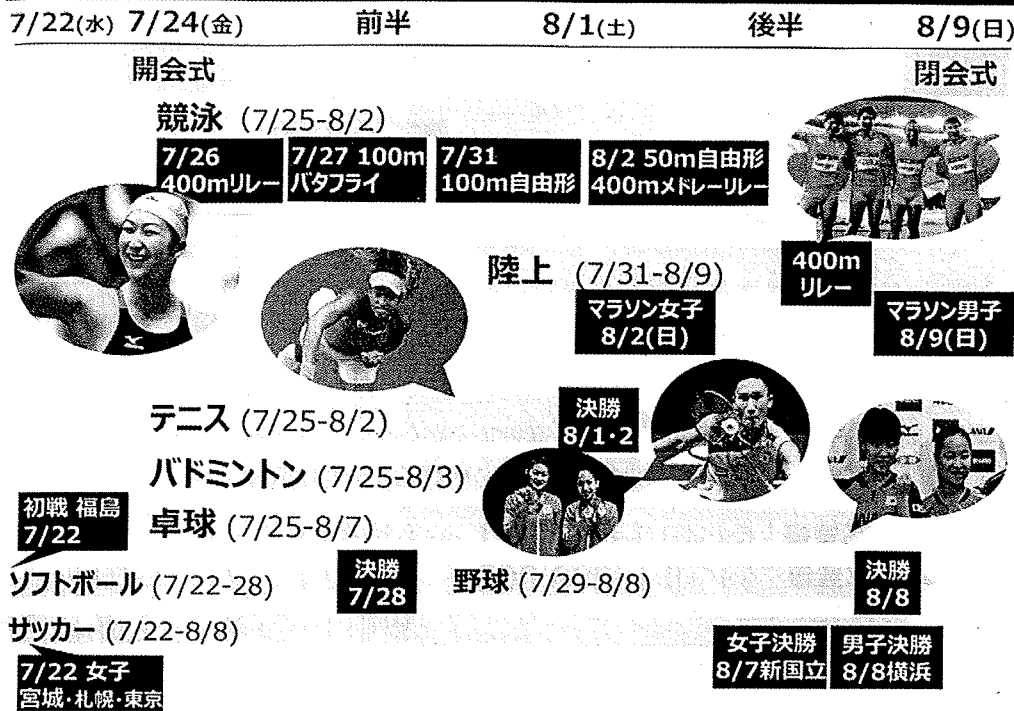 7/22(水) 7/24(金) 前半 8/1(土) 後半 8/9(日)
開会式 閉会式
競泳 (7/25-8/2)
7/26
400mリレー
7/27 100m
バタフライ
7/31
100m自由形
8/2 50m自由形
400mメドレーリレー
陸上 (7/31-8/9)
400m
リレー
マラソン女子
8/2(日)
マラソン男子
8/9(日)
テニス (7/25-8/2)
決勝
8/1・2
バドミントン (7/25-8/3)
初戦 福島
7/22
卓球 (7/25-8/7)
ソフトボール (7/22-28)
決勝
7/28
野球 (7/29-8/8)
決勝
8/8
サッカー (7/22-8/8)
7/22 女子
宮城・札幌・東京
女子決勝
8/7新国立
男子決勝
8/8横浜